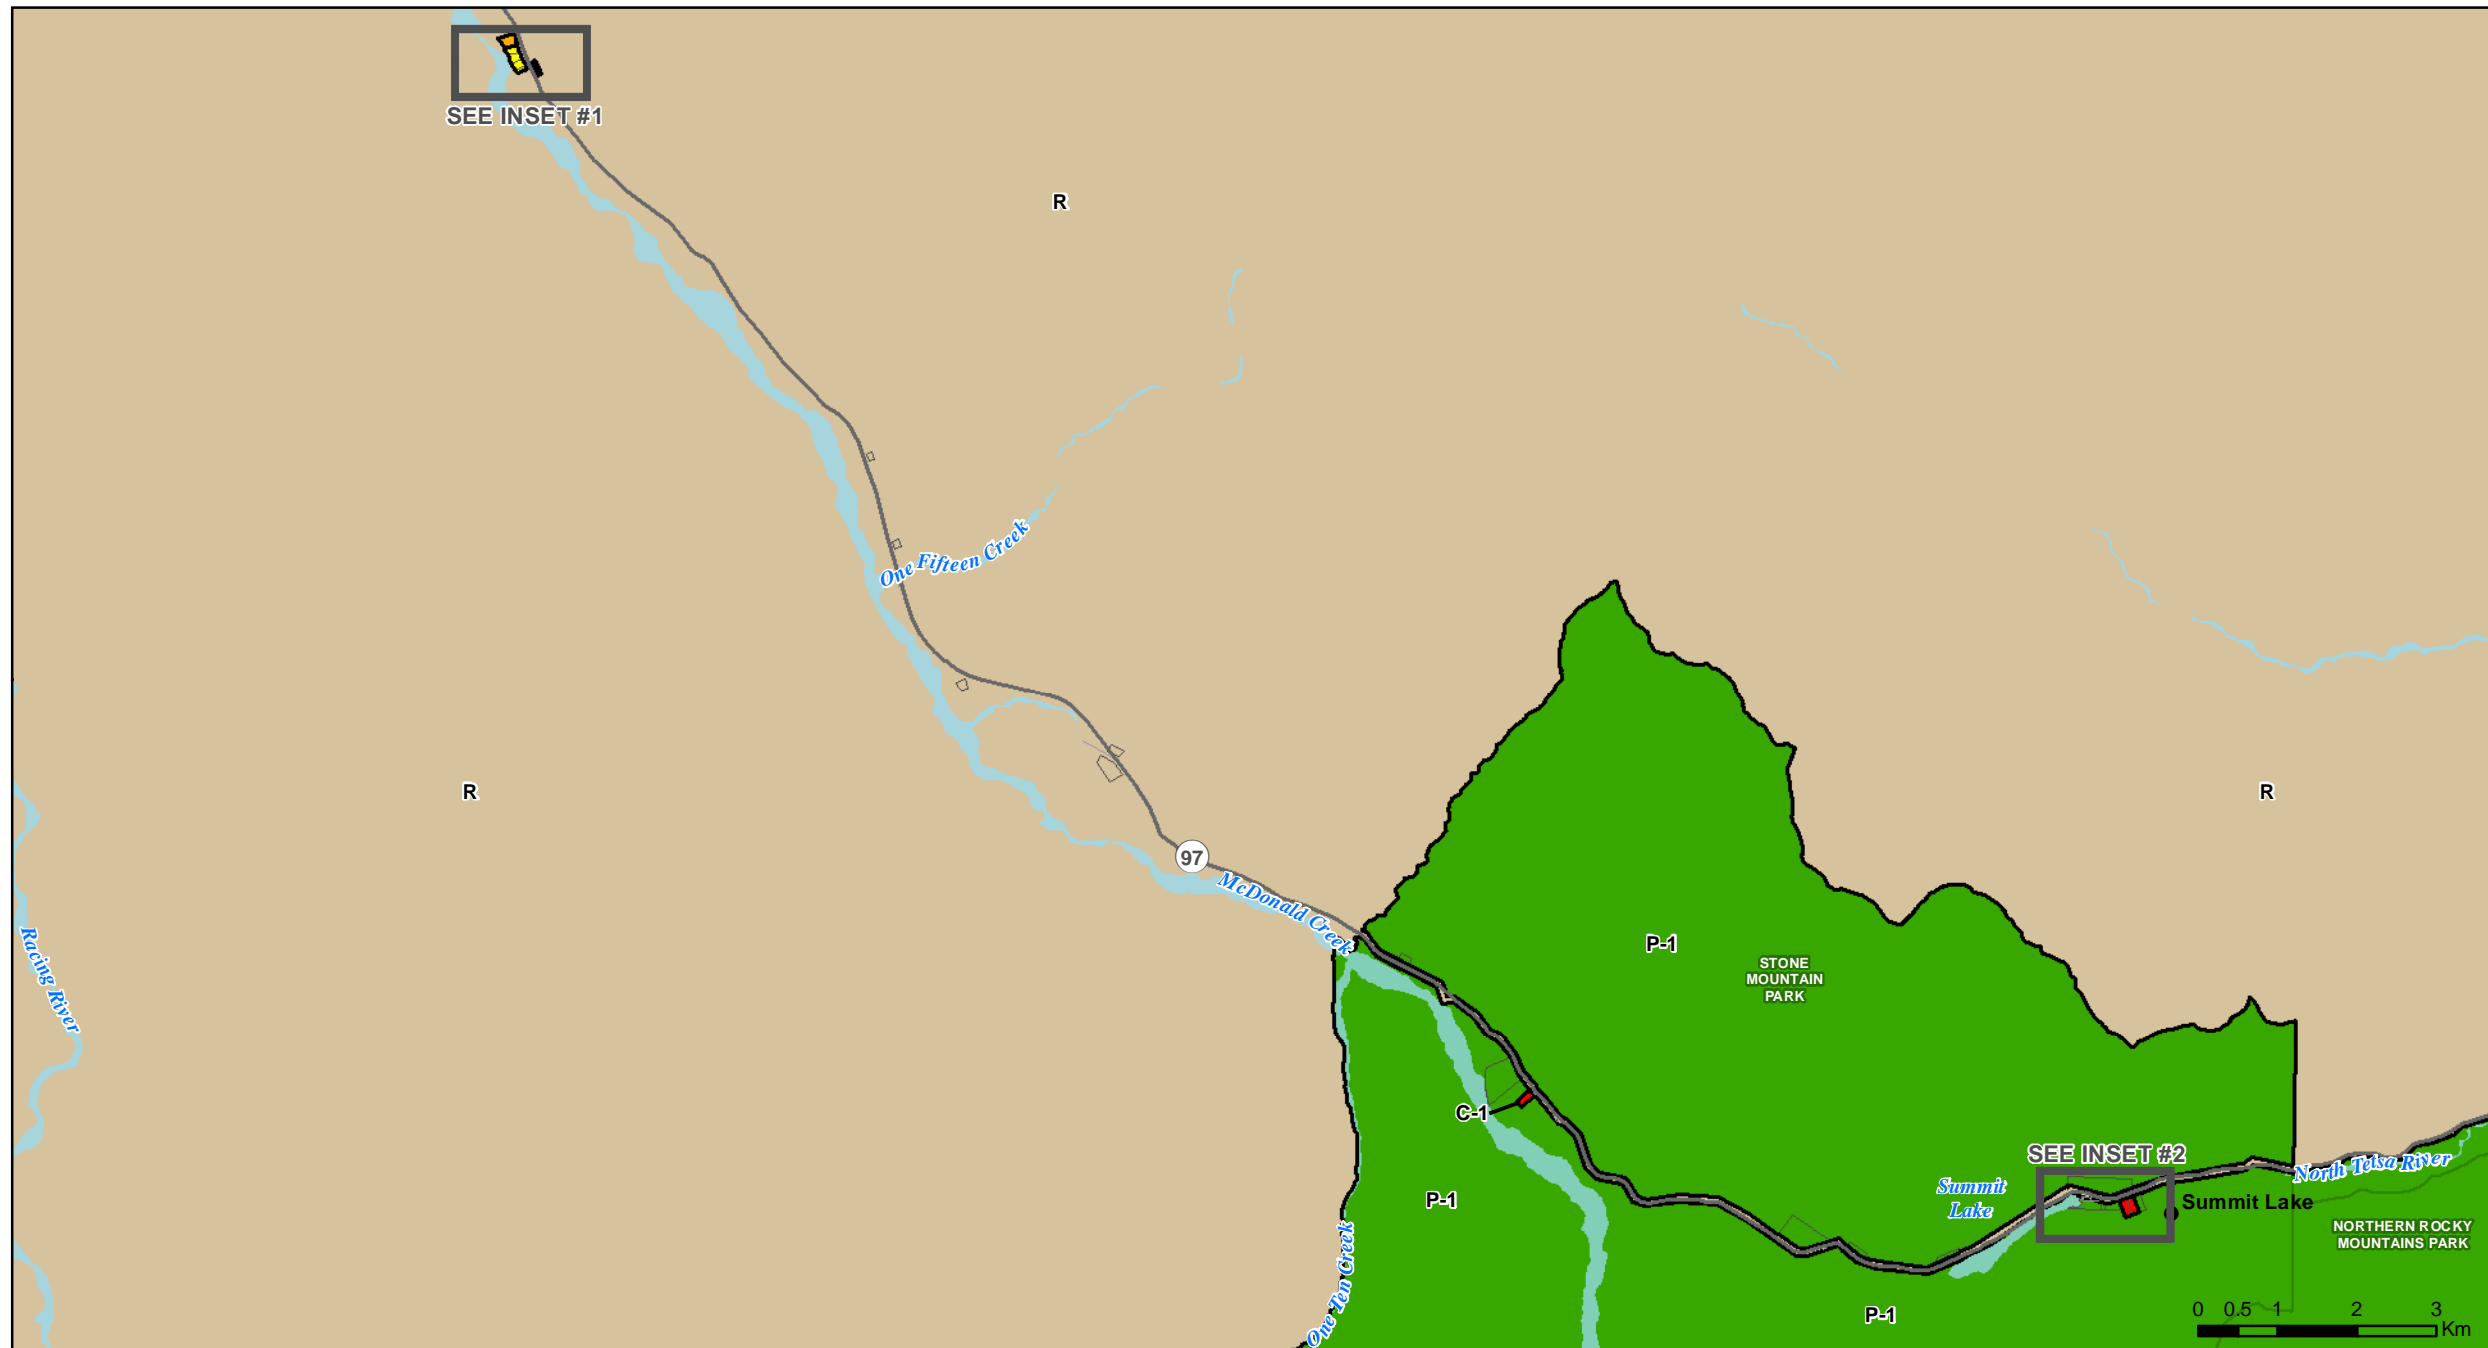 SEE INSET #1
R
One Fifteen Creek
R
R
97
McDonald Creek
P-1
STONE
MOUNTAIN
PARK
Racing River
C-1
SEE INSET #2
North Tetsa River
P-1
Summit
Lake
Summit Lake
NORTHERN ROCKY
MOUNTAINS PARK
One Ten Creek
P-1
0 0.5 1 2 3
Km